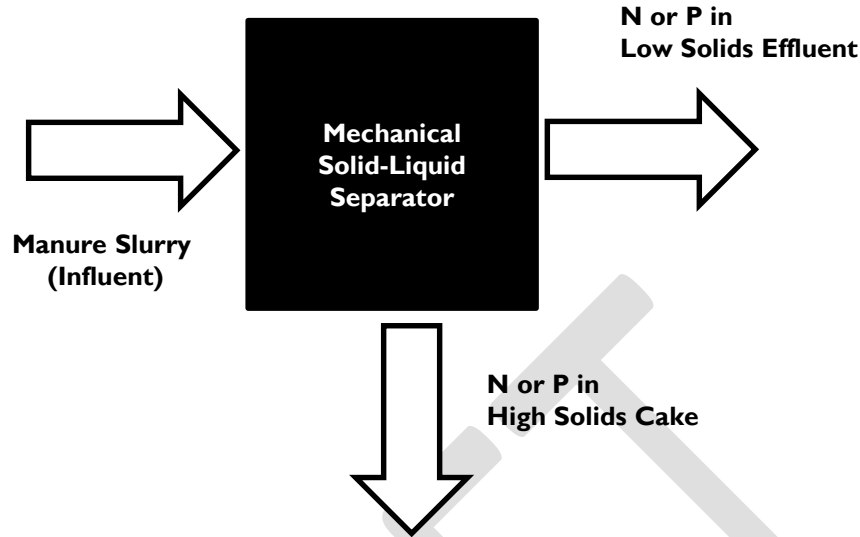 N or P in
Low Solids Effluent
Mechanical
Solid-Liquid
Separator
Manure Slurry
(Influent)
N or P in
High Solids Cake